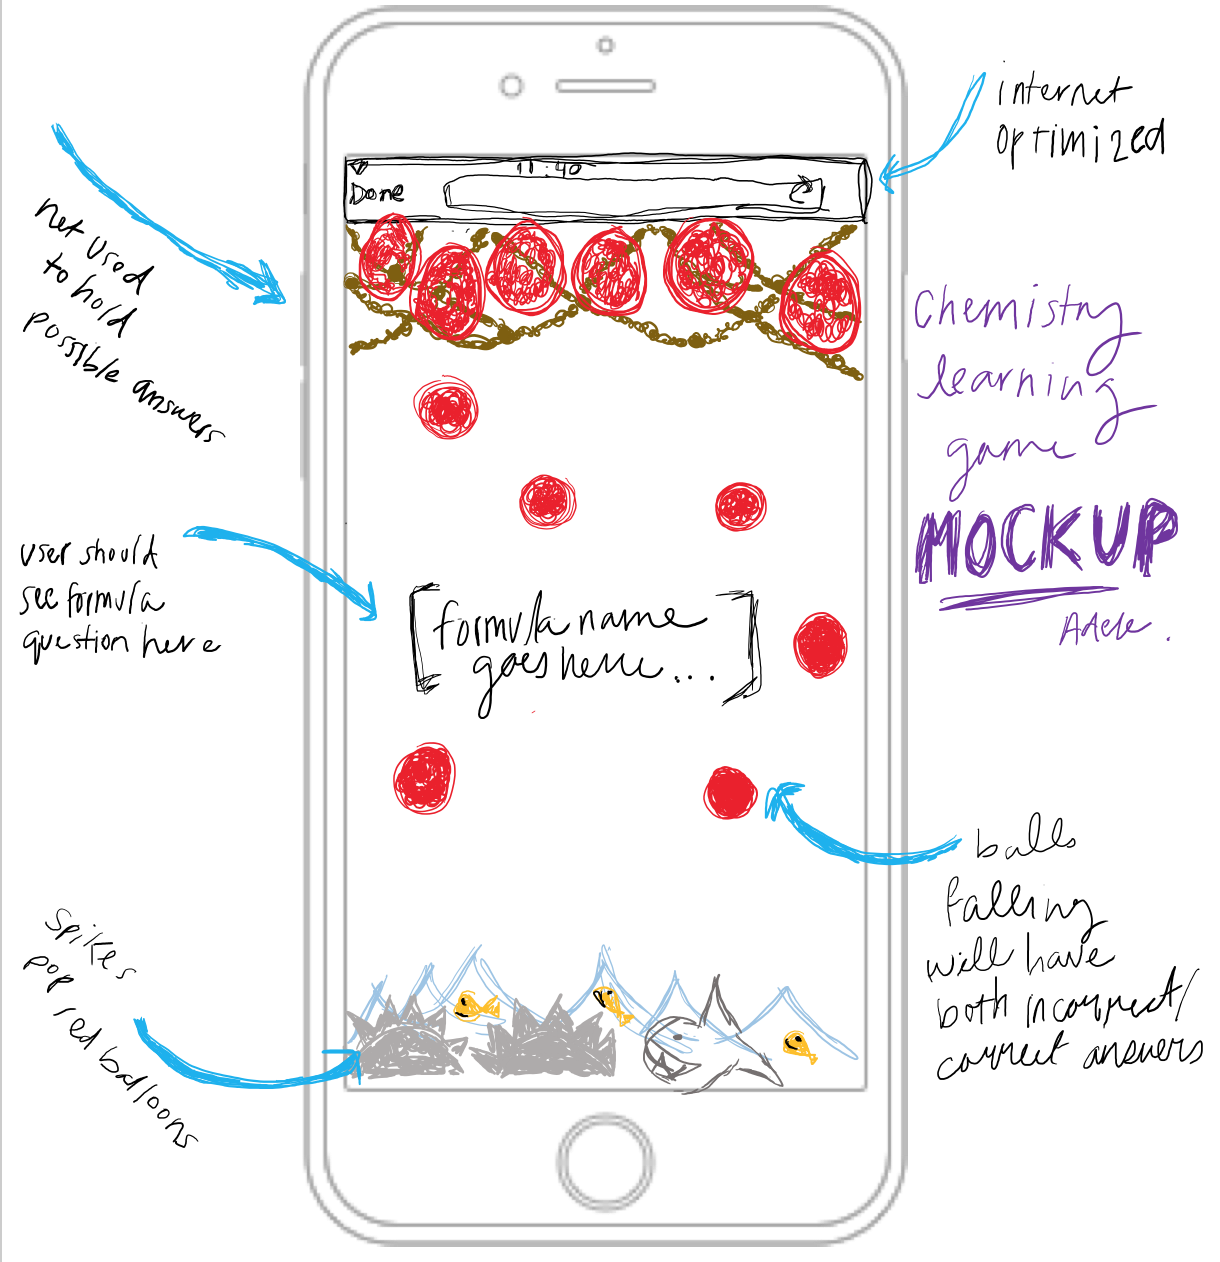 internet
optimized
11:40
Done
net used
to hold
possible answers
Chemistry
learning
game
MOCKUP
Adele.
user should
see formula
question here
[formula name
goes here...]
balls
falling
will have
both incorrect/
correct answers
spikes
pop red balloons